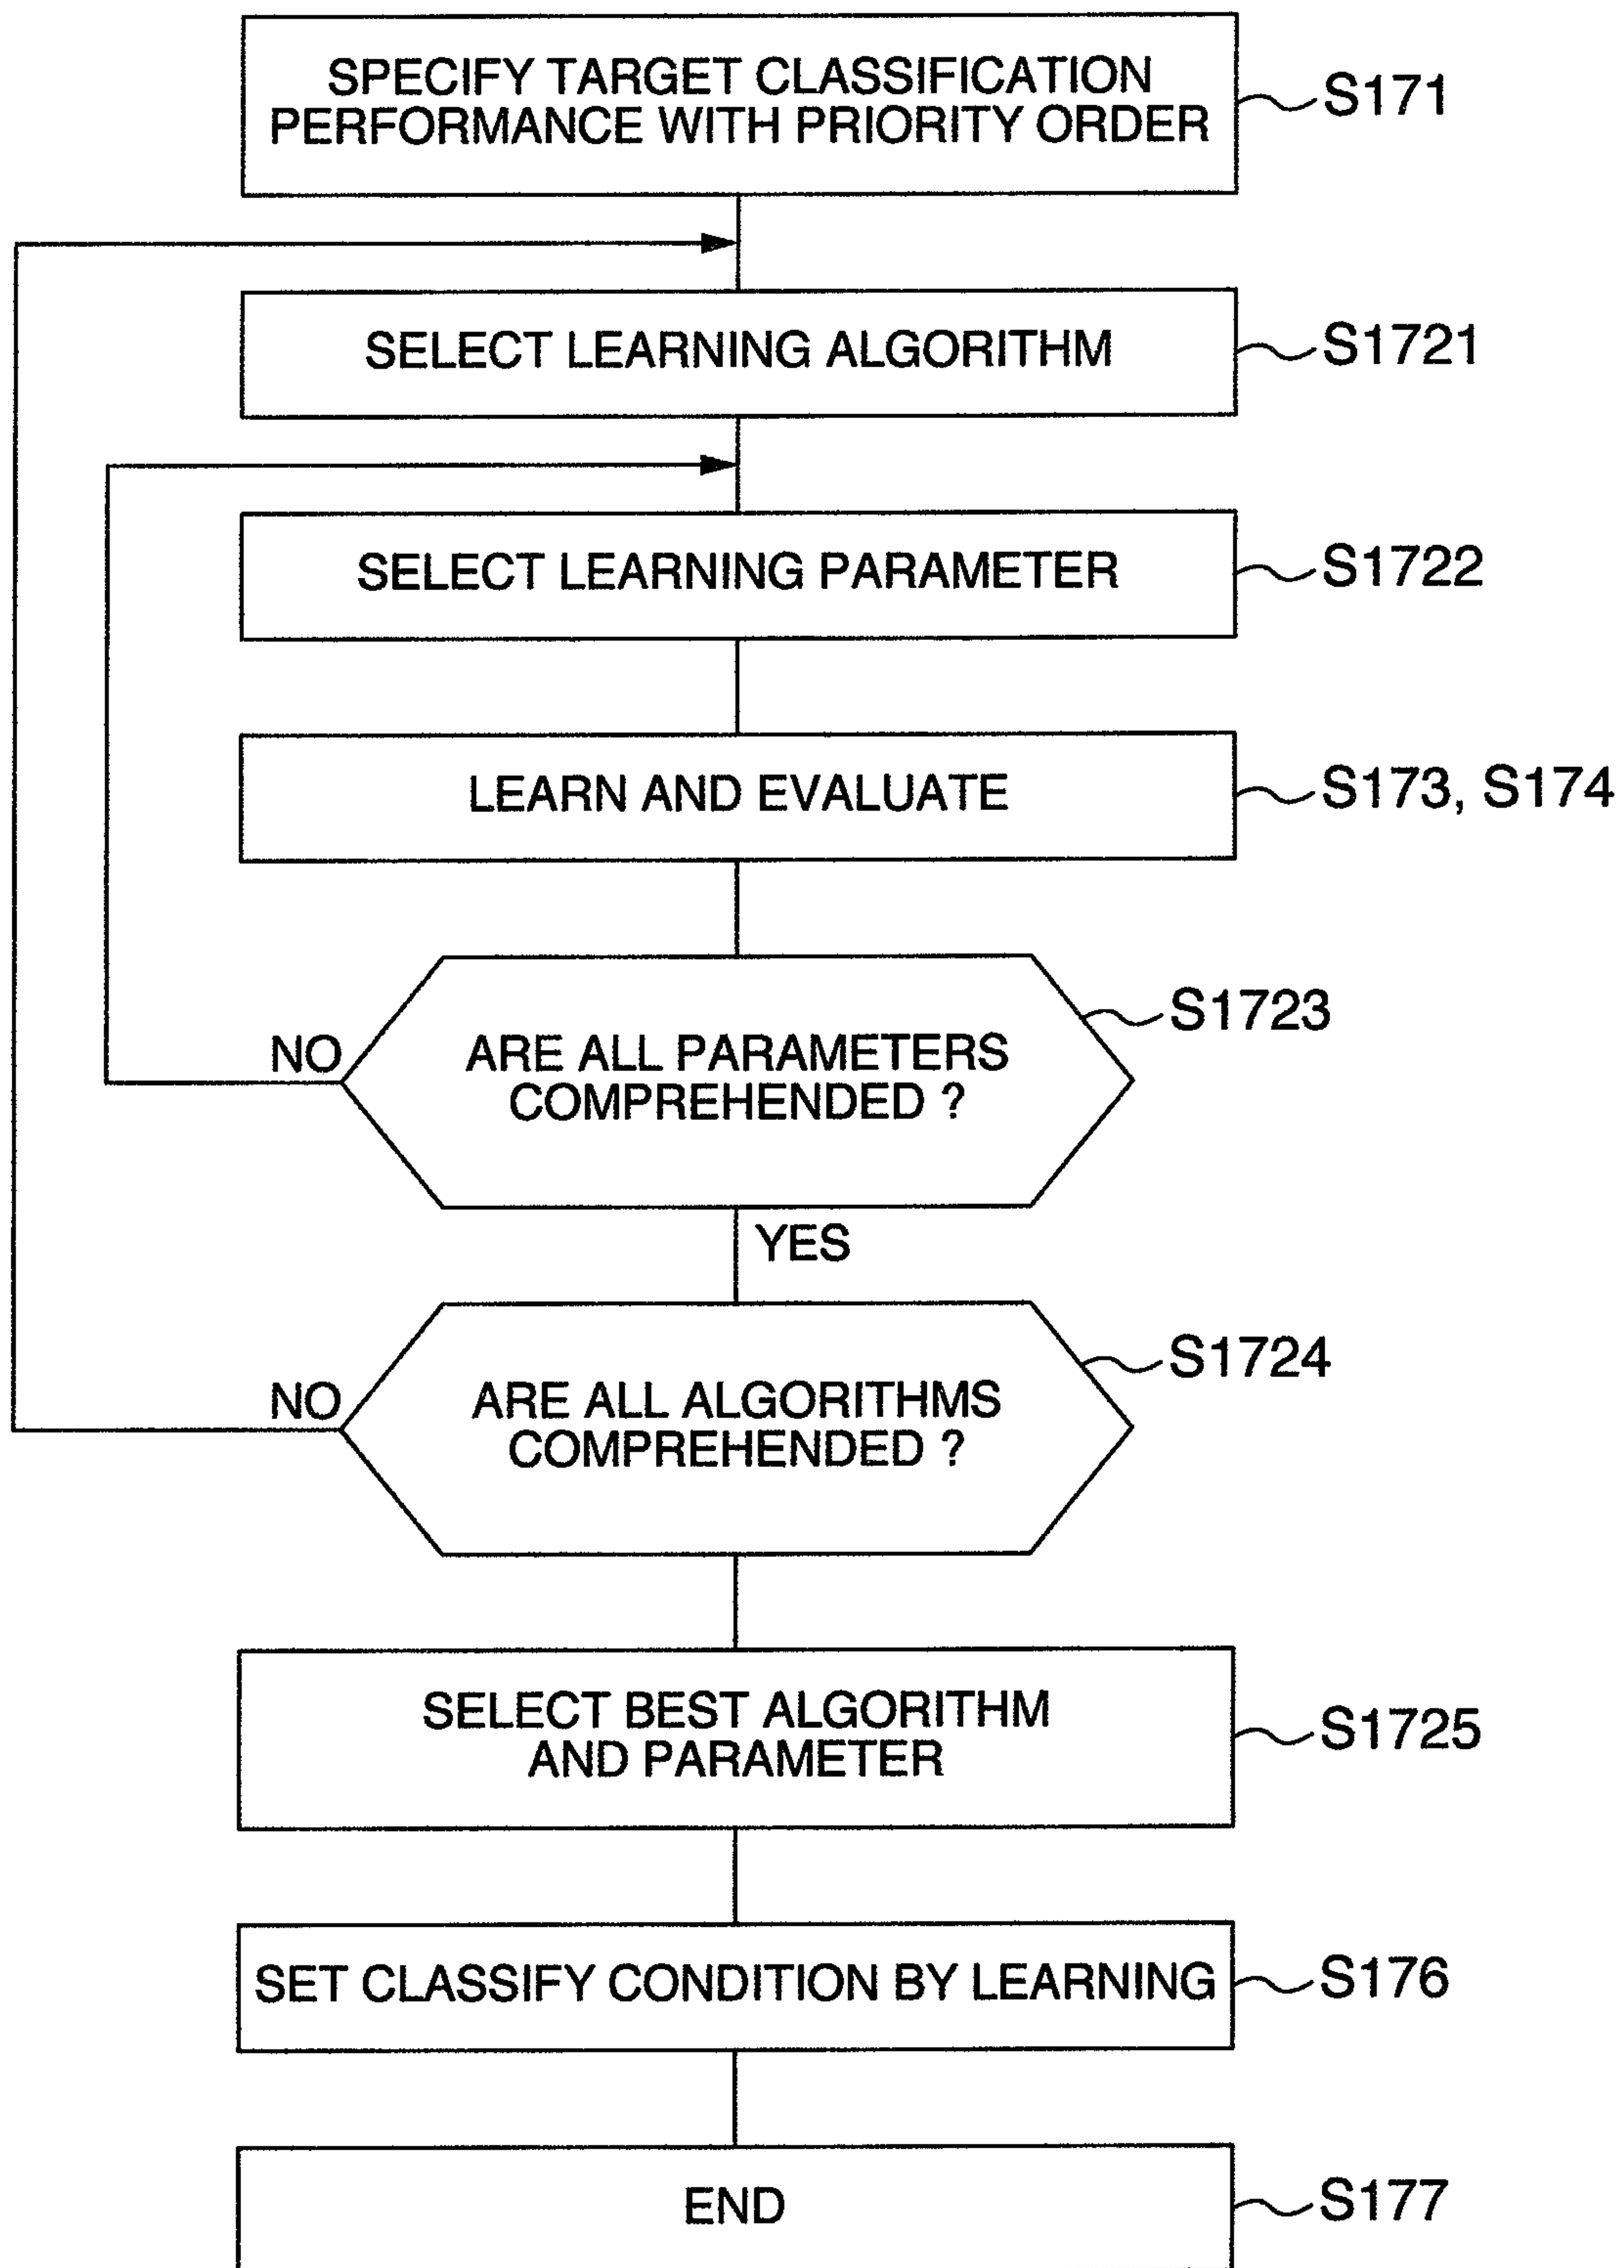 SPECIFY TARGET CLASSIFICATION
PERFORMANCE WITH PRIORITY ORDER
S171
SELECT LEARNING ALGORITHM
S1721
SELECT LEARNING PARAMETER
S1722
LEARN AND EVALUATE
S173, S174
S1723
NO
ARE ALL PARAMETERS
COMPREHENDED ?
YES
S1724
NO
ARE ALL ALGORITHMS
COMPREHENDED ?
SELECT BEST ALGORITHM
AND PARAMETER
S1725
SET CLASSIFY CONDITION BY LEARNING
S176
END
S177